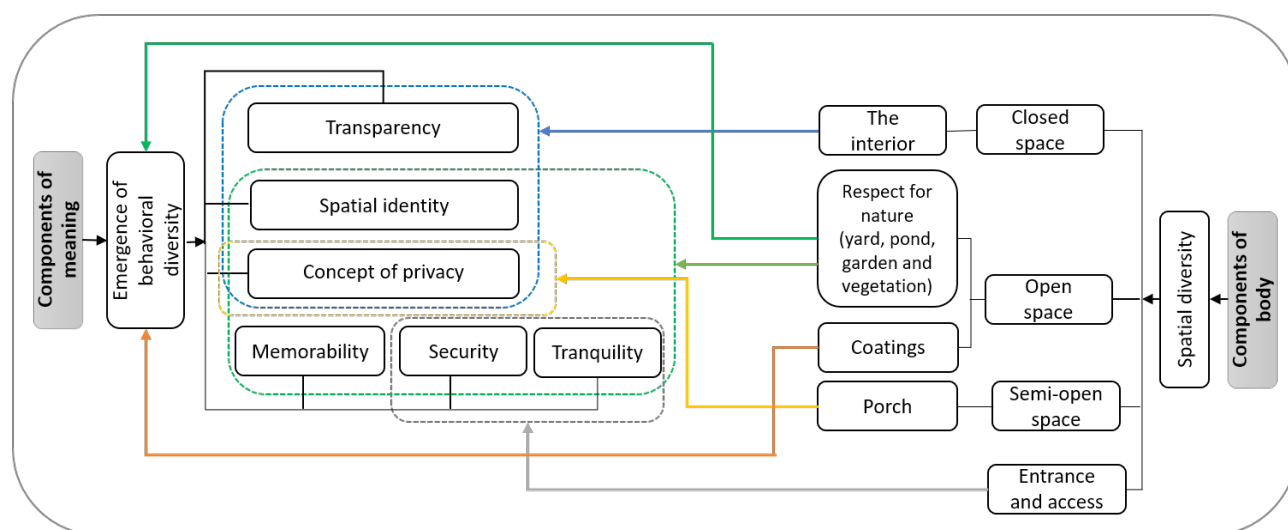 Components of
meaning
Emergence of
behavioral
diversity
Transparency
Spatial identity
Concept of privacy
Memorability
Security
Tranquility
The
interior
Closed
space
Respect for
nature
(yard, pond,
garden and
vegetation)
Open
space
Coatings
Porch
Semi-open
space
Entrance
and access
Spatial diversity
Components of
body